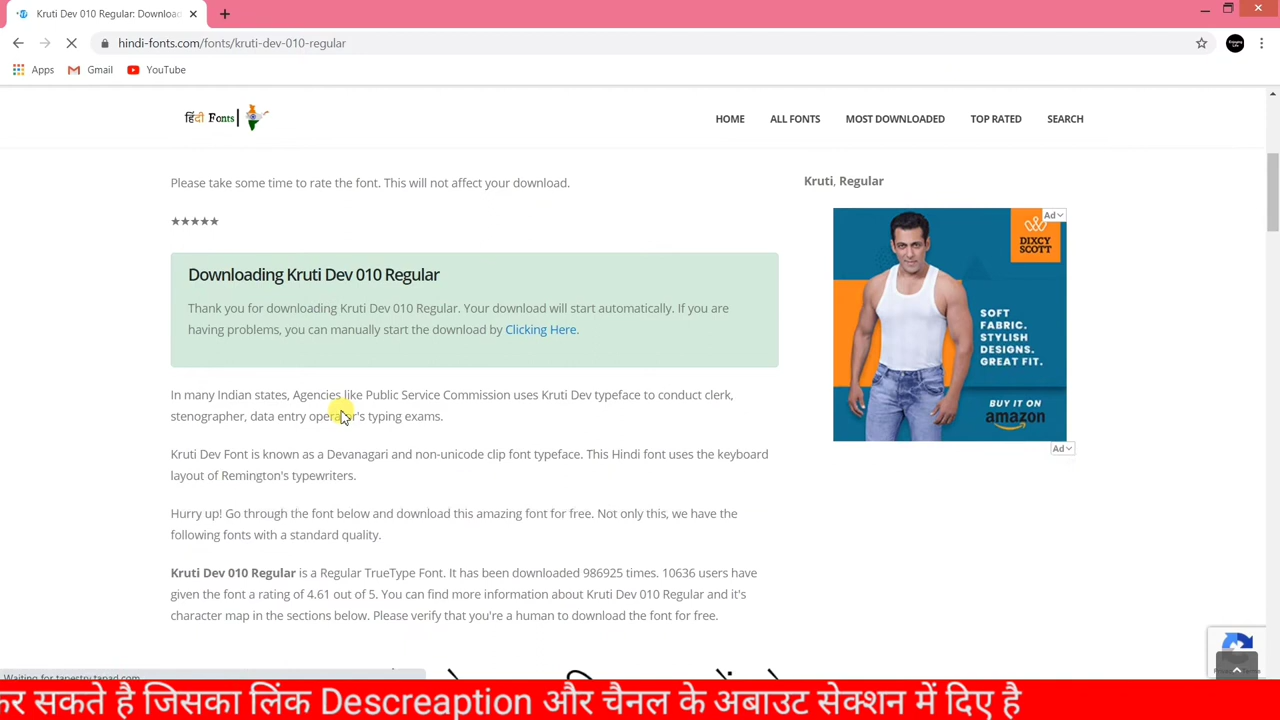 Kruti Dev 010 Regular: Download
hindi-fonts.com/fonts/kruti-dev-010-regular
Apps
Gmail
YouTube
हिंदी Fonts
HOME
ALL FONTS
MOST DOWNLOADED
TOP RATED
SEARCH
Please take some time to rate the font. This will not affect your download.
★★★★★
Downloading Kruti Dev 010 Regular
Thank you for downloading Kruti Dev 010 Regular. Your download will start automatically. If you are
having problems, you can manually start the download by Clicking Here.
In many Indian states, Agencies like Public Service Commission uses Kruti Dev typeface to conduct clerk,
stenographer, data entry operator's typing exams.
Kruti Dev Font is known as a Devanagari and non-unicode clip font typeface. This Hindi font uses the keyboard
layout of Remington's typewriters.
Hurry up! Go through the font below and download this amazing font for free. Not only this, we have the
following fonts with a standard quality.
Kruti Dev 010 Regular is a Regular TrueType Font. It has been downloaded 986925 times. 10636 users have
given the font a rating of 4.61 out of 5. You can find more information about Kruti Dev 010 Regular and it's
character map in the sections below. Please verify that you're a human to download the font for free.
Kruti, Regular
Ad
DIXCY
SCOTT
SOFT
FABRIC.
STYLISH
DESIGNS.
GREAT FIT.
BUY IT ON
amazon
Ad
Waiting for tapestry.tapad.com
कर सकते है जिसका लिंक Descreaption और चैनल के अबाउट सेक्शन में दिए है